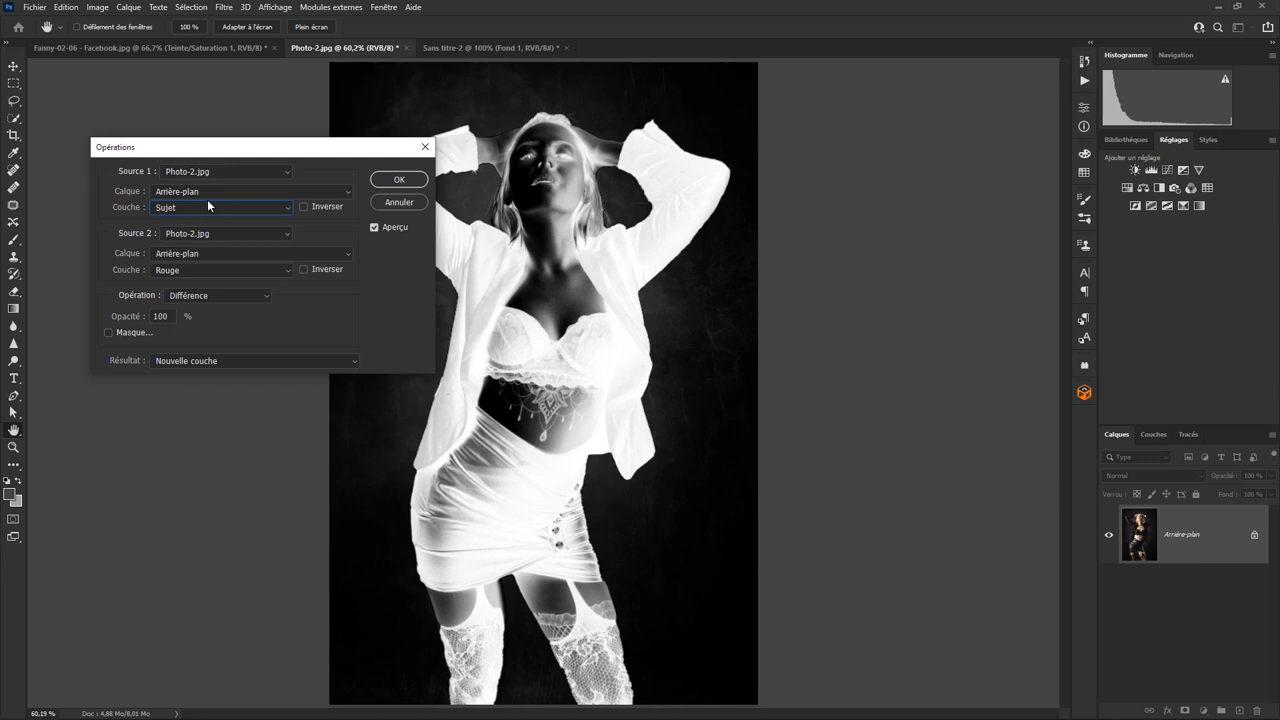 Ps Fichier Edition Image Calque Texte Sélection Filtre 3D Affichage Modules externes Fenêtre Aide
Défilement des fenêtres 100 % Adapter à l'écran Plein écran
Fanny-02-06 - Facebook.jpg @ 66,7% (Teinte/Saturation 1, RVB/8) * × Photo-2.jpg @ 60,2% (RVB/8) * × Sans titre-2 @ 100% (Fond 1, RVB/8#) * ×
Histogramme Navigation
Bibliothèques Réglages Styles
Ajouter un réglage
Opérations
Source 1 : Photo-2.jpg
OK
Calque : Arrière-plan
Annuler
Couche : Sujet Inverser
Aperçu
Source 2 : Photo-2.jpg
Calque : Arrière-plan
Couche : Rouge Inverser
Opération : Différence
Opacité : 100 %
Masque...
Résultat : Nouvelle couche
Calques Couches Tracés
Type
Normal Opacité : 100 %
Verrou : Fond : 100 %
Arrière-plan
60,19 % Doc : 4,88 Mo/8,01 Mo